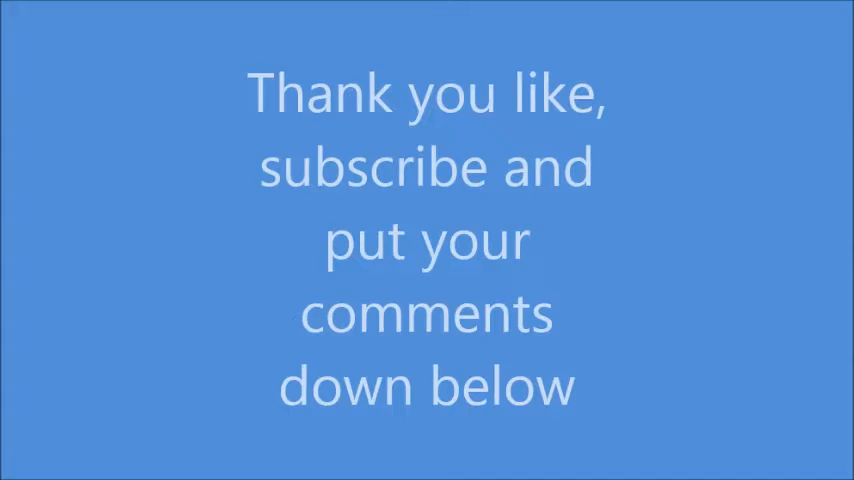 Thank you like,
subscribe and
put your
comments
down below